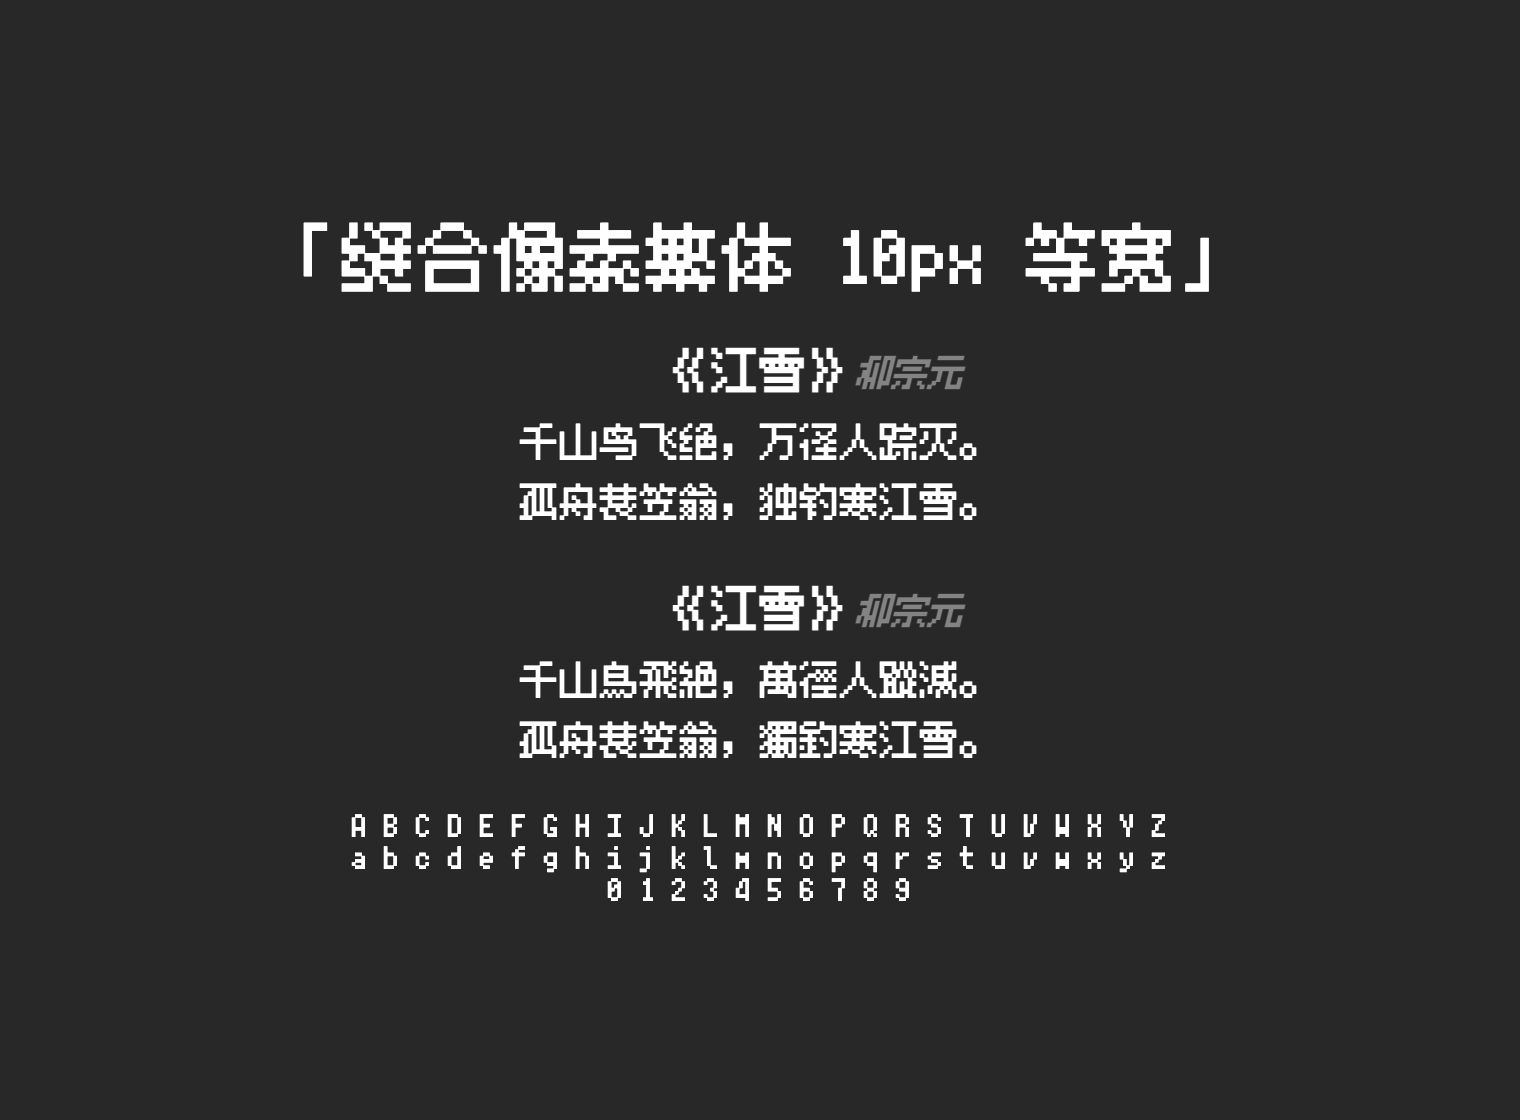 「缝合像素繁体 10px 等宽」
《江雪》柳宗元
千山鸟飞绝，万径人踪灭。
孤舟蓑笠翁，独钓寒江雪。
《江雪》柳宗元
千山鳥飛絕，萬徑人蹤滅。
孤舟蓑笠翁，獨釣寒江雪。
A B C D E F G H I J K L M N O P Q R S T U V W X Y Z
a b c d e f g h i j k l m n o p q r s t u v w x y z
0 1 2 3 4 5 6 7 8 9